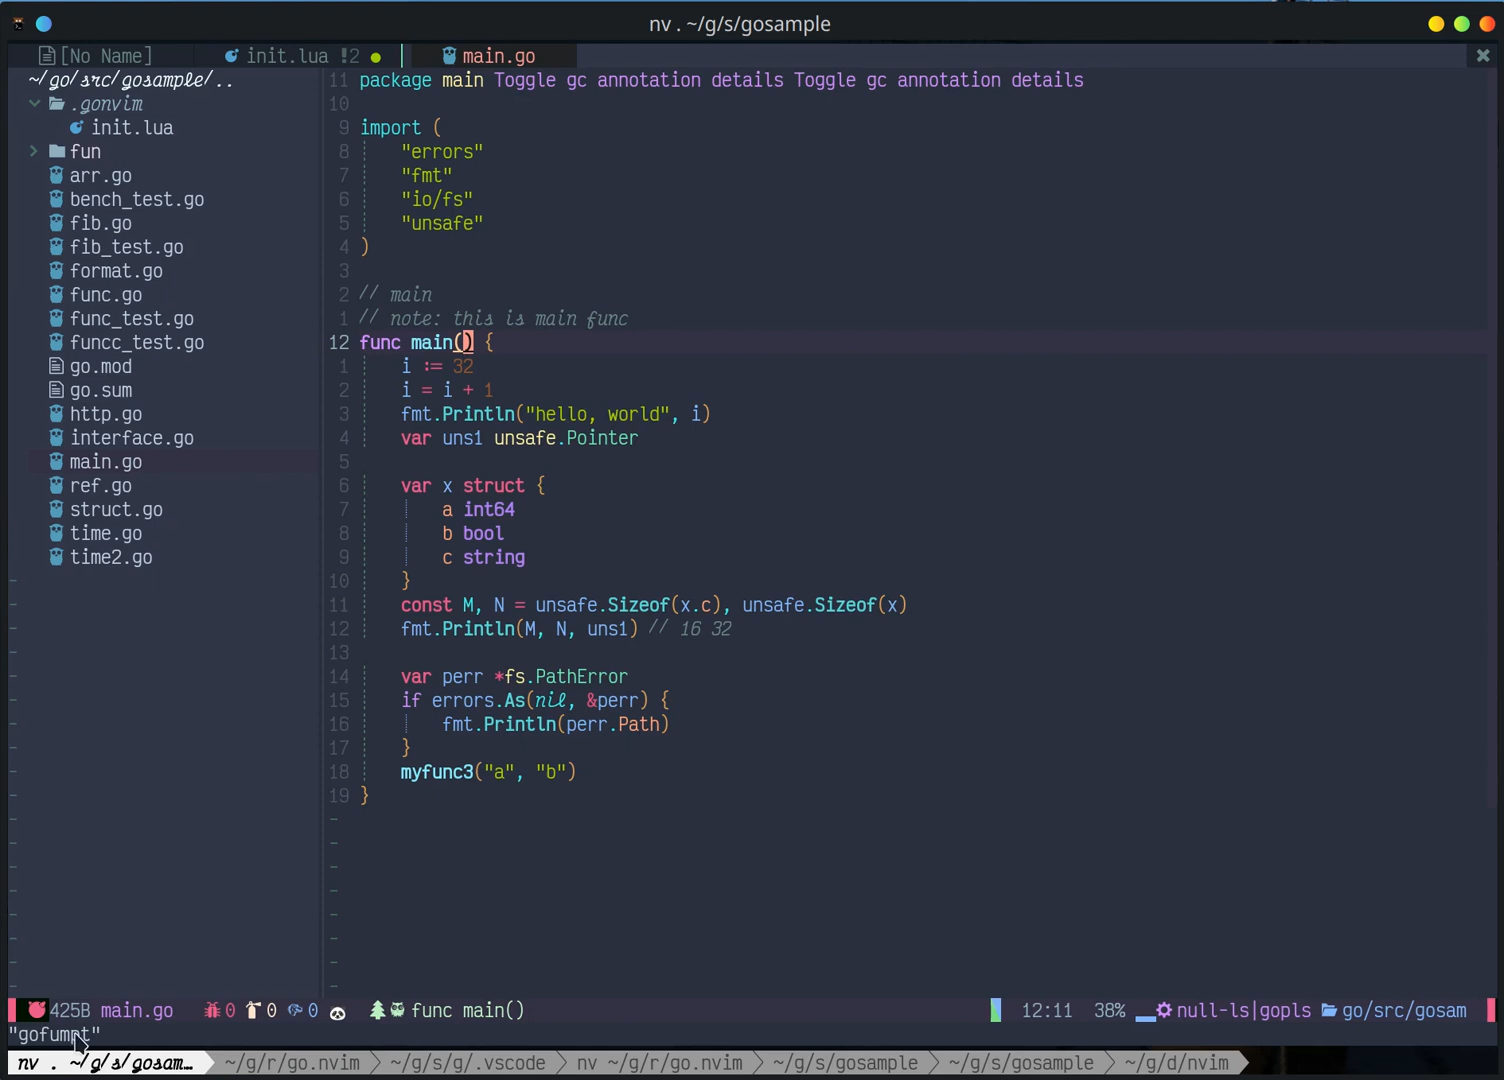 nv . ~/g/s/gosample
[No Name] init.lua !2 ● main.go
~/go/src/gosample/..
.gonvim
init.lua
fun
arr.go
bench_test.go
fib.go
fib_test.go
format.go
func.go
func_test.go
funcc_test.go
go.mod
go.sum
http.go
interface.go
main.go
ref.go
struct.go
time.go
time2.go
11 package main Toggle gc annotation details Toggle gc annotation details
10
9 import (
8 "errors"
7 "fmt"
6 "io/fs"
5 "unsafe"
4 )
3
2 // main
1 // note: this is main func
12 func main() {
1 i := 32
2 i = i + 1
3 fmt.Println("hello, world", i)
4 var uns1 unsafe.Pointer
5
6 var x struct {
7 a int64
8 b bool
9 c string
10 }
11 const M, N = unsafe.Sizeof(x.c), unsafe.Sizeof(x)
12 fmt.Println(M, N, uns1) // 16 32
13
14 var perr *fs.PathError
15 if errors.As(nil, &perr) {
16 fmt.Println(perr.Path)
17 }
18 myfunc3("a", "b")
19 }
425B main.go 0 0 0 func main() 12:11 38% null-ls|gopls go/src/gosam
"gofumpt"
nv . ~/g/s/gosam… ~/g/r/go.nvim ~/g/s/g/.vscode nv ~/g/r/go.nvim ~/g/s/gosample ~/g/s/gosample ~/g/d/nvim